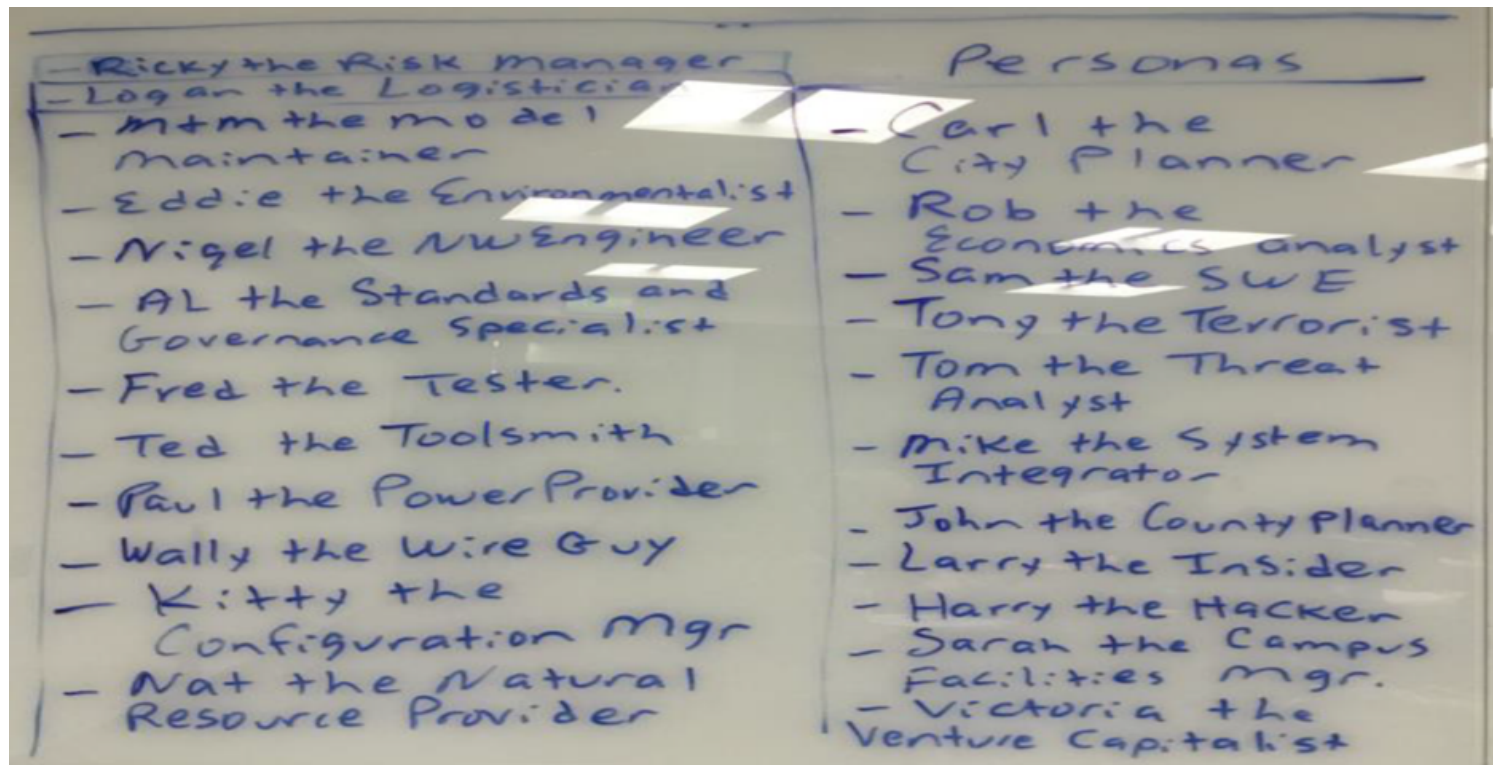 - Ricky the Risk Manager
- Logan the Logistician
- MTM the model
maintainer
- Eddie the Environmentalist
- Nigel the NW Engineer
- AL the Standards and
Governance Specialist
- Fred the Tester.
- Ted the Toolsmith
- Paul the Power Provider
- Wally the Wire Guy
- Kitty the
Configuration Mgr
- Nat the Natural
Resource Provider
Personas
- Carl the
City Planner
- Rob the
Economics analyst
- Sam the SWE
- Tony the Terrorist
- Tom the Threat
Analyst
- Mike the System
Integrator
- John the County Planner
- Larry the Insider
- Harry the Hacker
- Sarah the Campus
Facilities Mgr.
- Victoria the
Venture Capitalist